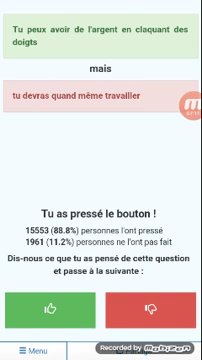 Tu peux avoir de l'argent en claquant des
doigts
mais
tu devras quand même travailler
Tu as pressé le bouton !
15553 (88.8%) personnes l'ont pressé
1961 (11.2%) personnes ne l'ont pas fait
Dis-nous ce que tu as pensé de cette question
et passe à la suivante :
Menu
Recorded by mobizen